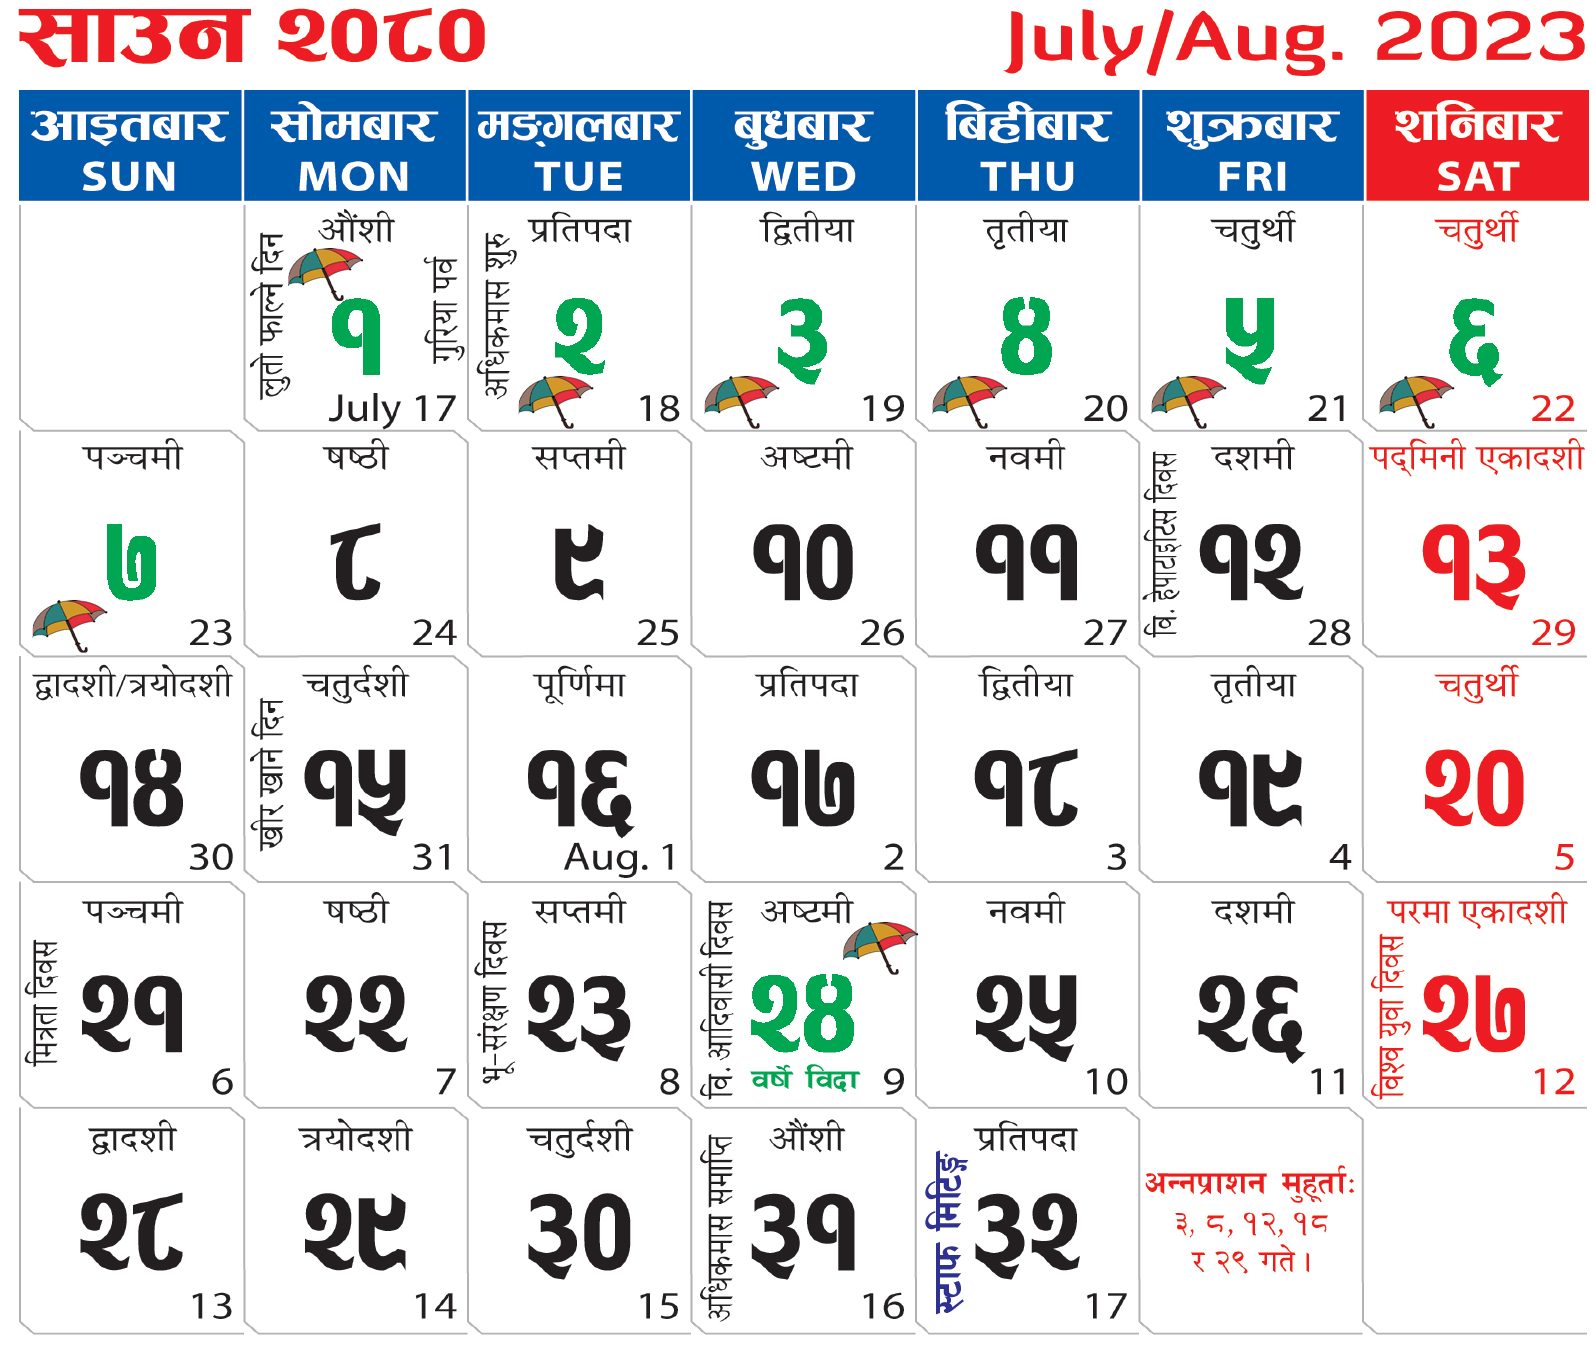 साउन २०८०
July/Aug. 2023
आइतबार सोमबार मङ्गलबार बुधबार बिहीबार शुक्रबार शनिबार
SUN MON TUE WED THU FRI SAT
औंशी
लुतो फाल्ने दिन
१
गुरिया पर्व
July 17
प्रतिपदा
अधिकमास शुरु
२
18
द्वितीया
३
19
तृतीया
४
20
चतुर्थी
५
21
चतुर्थी
६
22
पञ्चमी
७
23
षष्ठी
८
24
सप्तमी
९
25
अष्टमी
१०
26
नवमी
११
27
दशमी
वि. हेपाटाइटिस दिवस
१२
28
पद्मिनी एकादशी
१३
29
द्वादशी/त्रयोदशी
१४
30
चतुर्दशी
खीर खाने दिन
१५
31
पूर्णिमा
१६
Aug. 1
प्रतिपदा
१७
2
द्वितीया
१८
3
तृतीया
१९
4
चतुर्थी
२०
5
पञ्चमी
मित्रता दिवस
२१
6
षष्ठी
२२
7
सप्तमी
भू-संरक्षण दिवस
२३
8
अष्टमी
वि. आदिवासी दिवस
२४
वर्षे विदा
9
नवमी
२५
10
दशमी
२६
11
परमा एकादशी
विश्व युवा दिवस
२७
12
द्वादशी
२८
13
त्रयोदशी
२९
14
चतुर्दशी
३०
15
औंशी
अधिकमास समाप्ति
३१
16
प्रतिपदा
स्टाफ मिटिङ्ग
३२
17
अन्नप्राशन मुहूर्ताः
३, ८, १२, १८
र २९ गते।